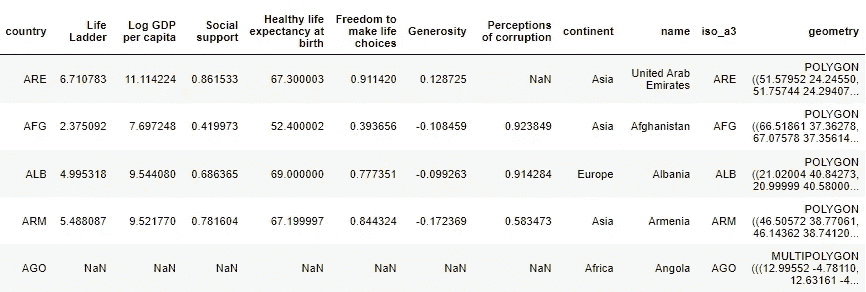 country Life Ladder Log GDP per capita Social support Healthy life expectancy at birth Freedom to make life choices Generosity Perceptions of corruption continent name iso_a3 geometry
ARE 6.710783 11.114224 0.861533 67.300003 0.911420 0.128725 NaN Asia United Arab Emirates ARE POLYGON ((51.57952 24.24550, 51.75744 24.29407...
AFG 2.375092 7.697248 0.419973 52.400002 0.393656 -0.108459 0.923849 Asia Afghanistan AFG POLYGON ((66.51861 37.36278, 67.07578 37.35614...
ALB 4.995318 9.544080 0.686365 69.000000 0.777351 -0.099263 0.914284 Europe Albania ALB POLYGON ((21.02004 40.84273, 20.99999 40.58000...
ARM 5.488087 9.521770 0.781604 67.199997 0.844324 -0.172369 0.583473 Asia Armenia ARM POLYGON ((46.50572 38.77061, 46.14362 38.74120...
AGO NaN NaN NaN NaN NaN NaN NaN Africa Angola AGO MULTIPOLYGON (((12.99552 -4.78110, 12.63161 -4...